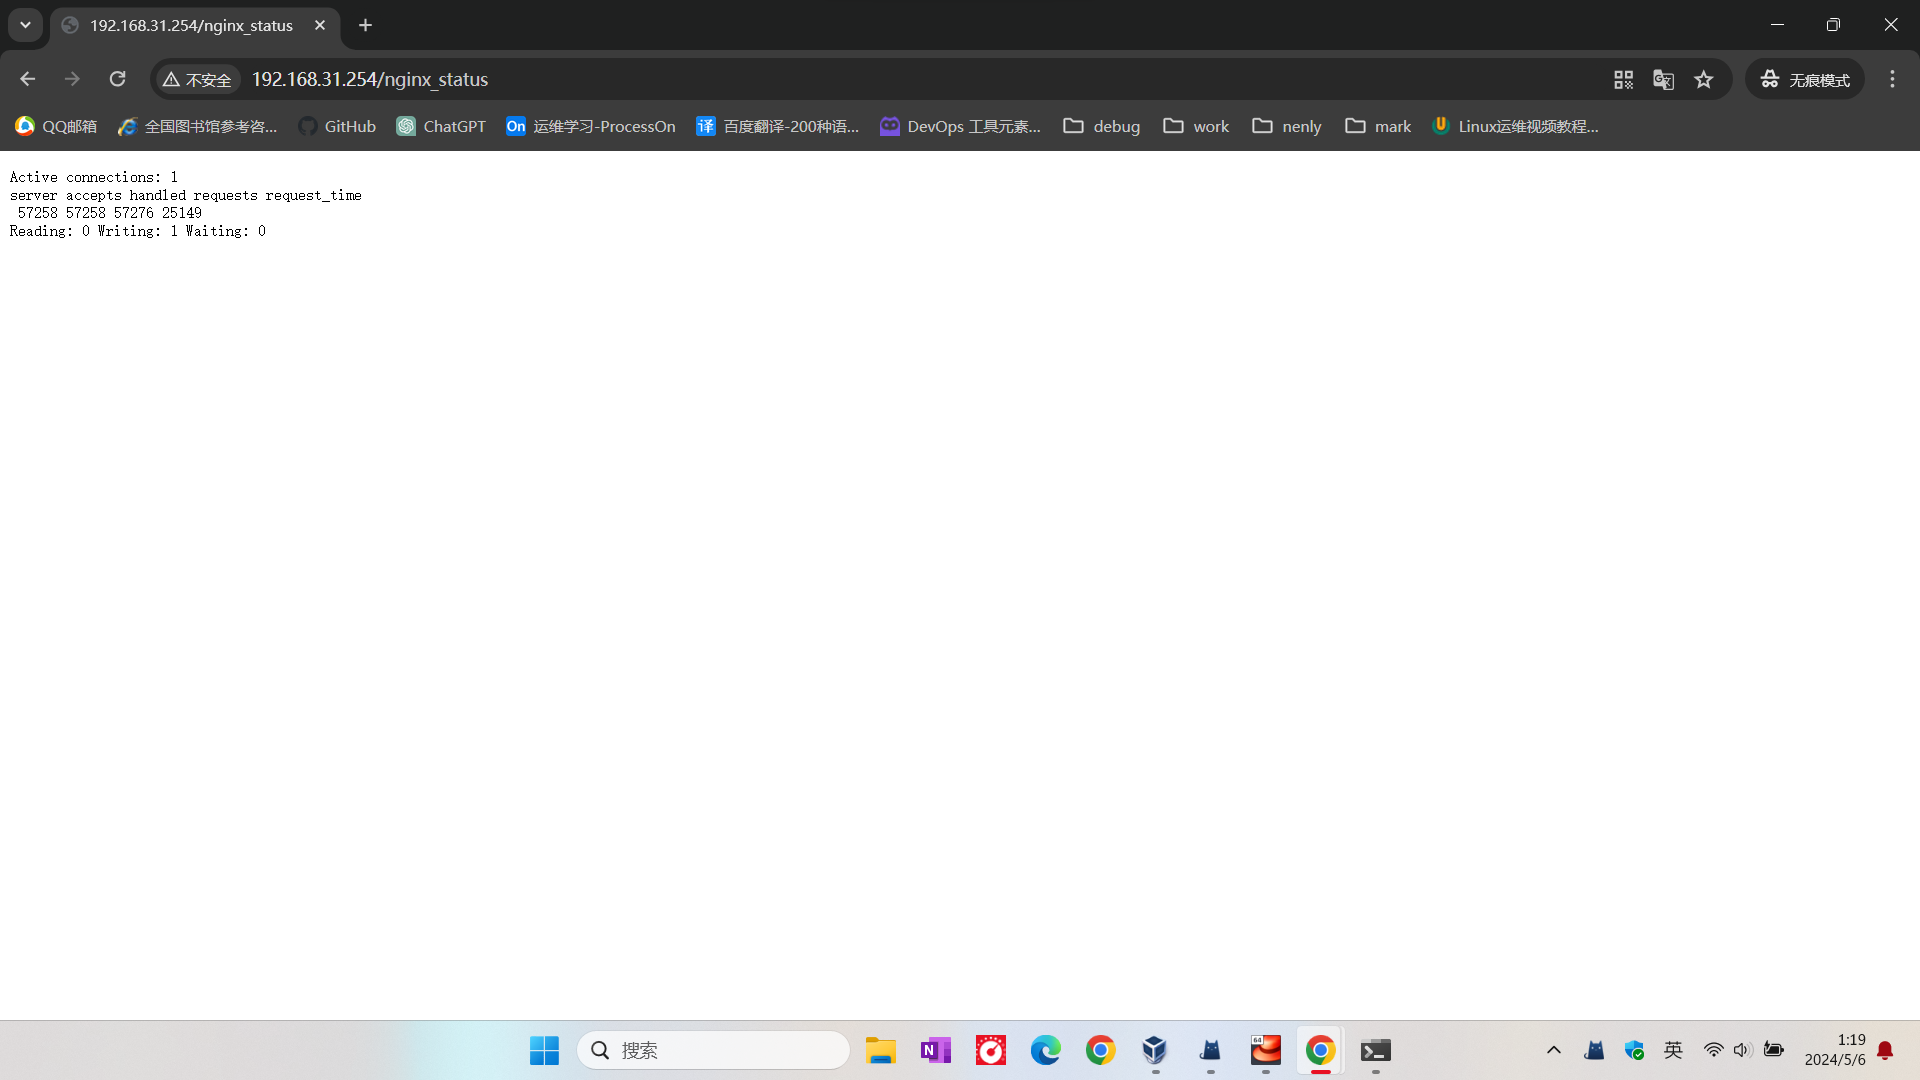 192.168.31.254/nginx_status
不安全
192.168.31.254/nginx_status
无痕模式
QQ邮箱
全国图书馆参考咨...
GitHub
ChatGPT
On
运维学习-ProcessOn
译
百度翻译-200种语...
DevOps 工具元素...
debug
work
nenly
mark
Linux运维视频教程...
Active connections: 1
server accepts handled requests request_time
57258 57258 57276 25149
Reading: 0 Writing: 1 Waiting: 0
搜索
N
64
英
1:19
2024/5/6